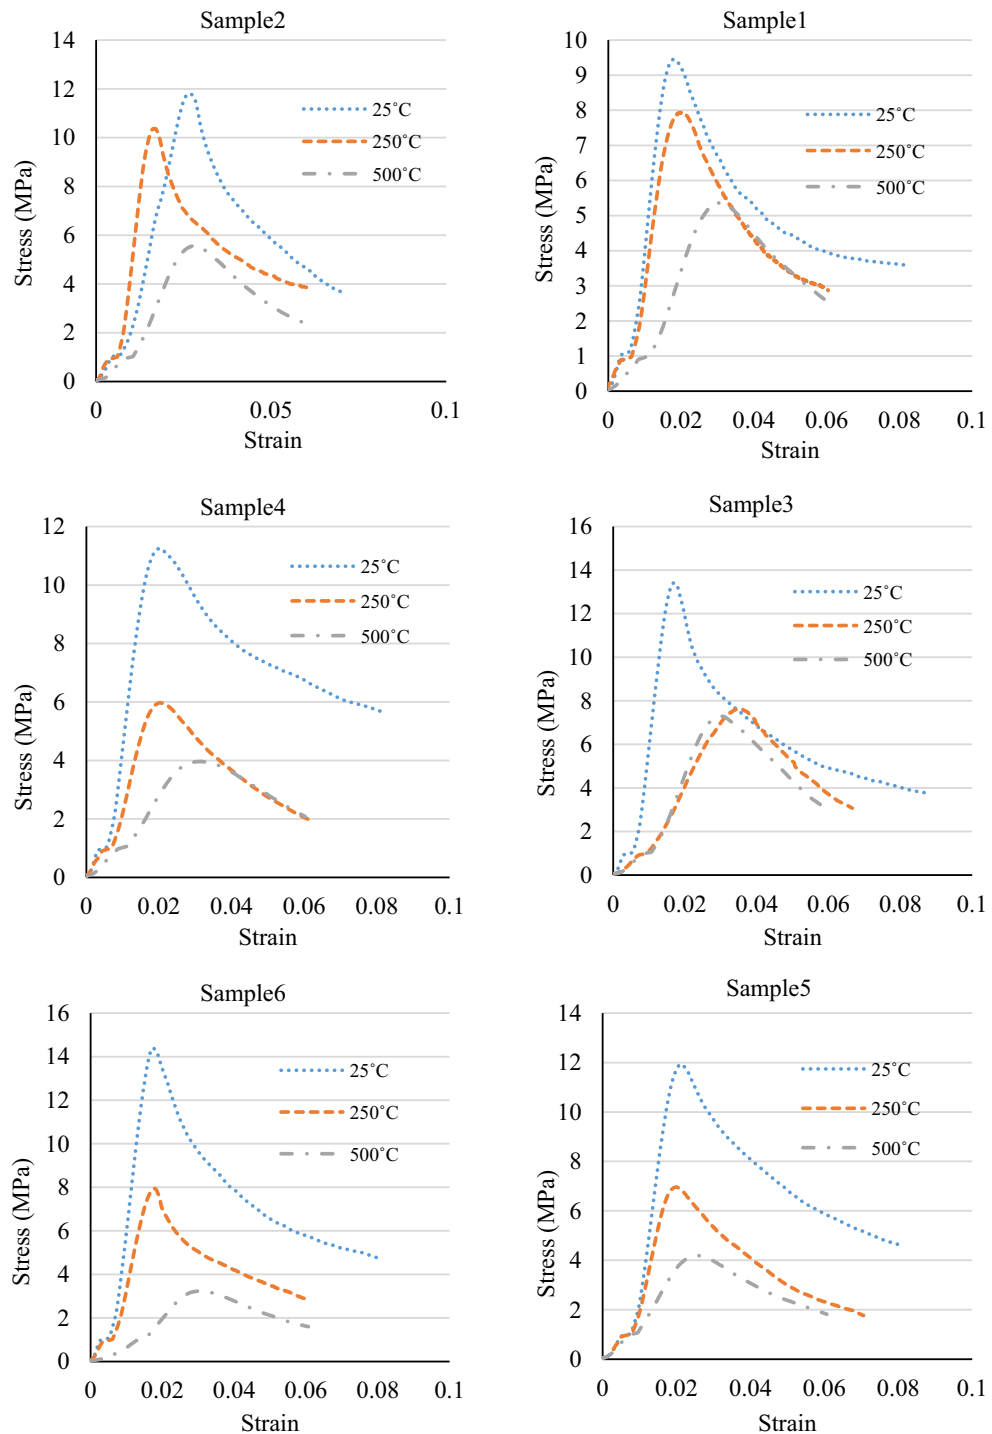 Sample2
14
12
10
8
6
4
2
0
Stress (MPa)
25˚C
250˚C
500˚C
0 0.05 0.1
Strain
Sample1
10
9
8
7
6
5
4
3
2
1
0
Stress (MPa)
25˚C
250˚C
500˚C
0 0.02 0.04 0.06 0.08 0.1
Strain
Sample4
12
10
8
6
4
2
0
Stress (MPa)
25˚C
250˚C
500˚C
0 0.02 0.04 0.06 0.08 0.1
Strain
Sample3
16
14
12
10
8
6
4
2
0
Stress (MPa)
25˚C
250˚C
500˚C
0 0.02 0.04 0.06 0.08 0.1
Strain
Sample6
16
14
12
10
8
6
4
2
0
Stress (MPa)
25˚C
250˚C
500˚C
0 0.02 0.04 0.06 0.08 0.1
Strain
Sample5
14
12
10
8
6
4
2
0
Stress (MPa)
25˚C
250˚C
500˚C
0 0.02 0.04 0.06 0.08 0.1
Strain